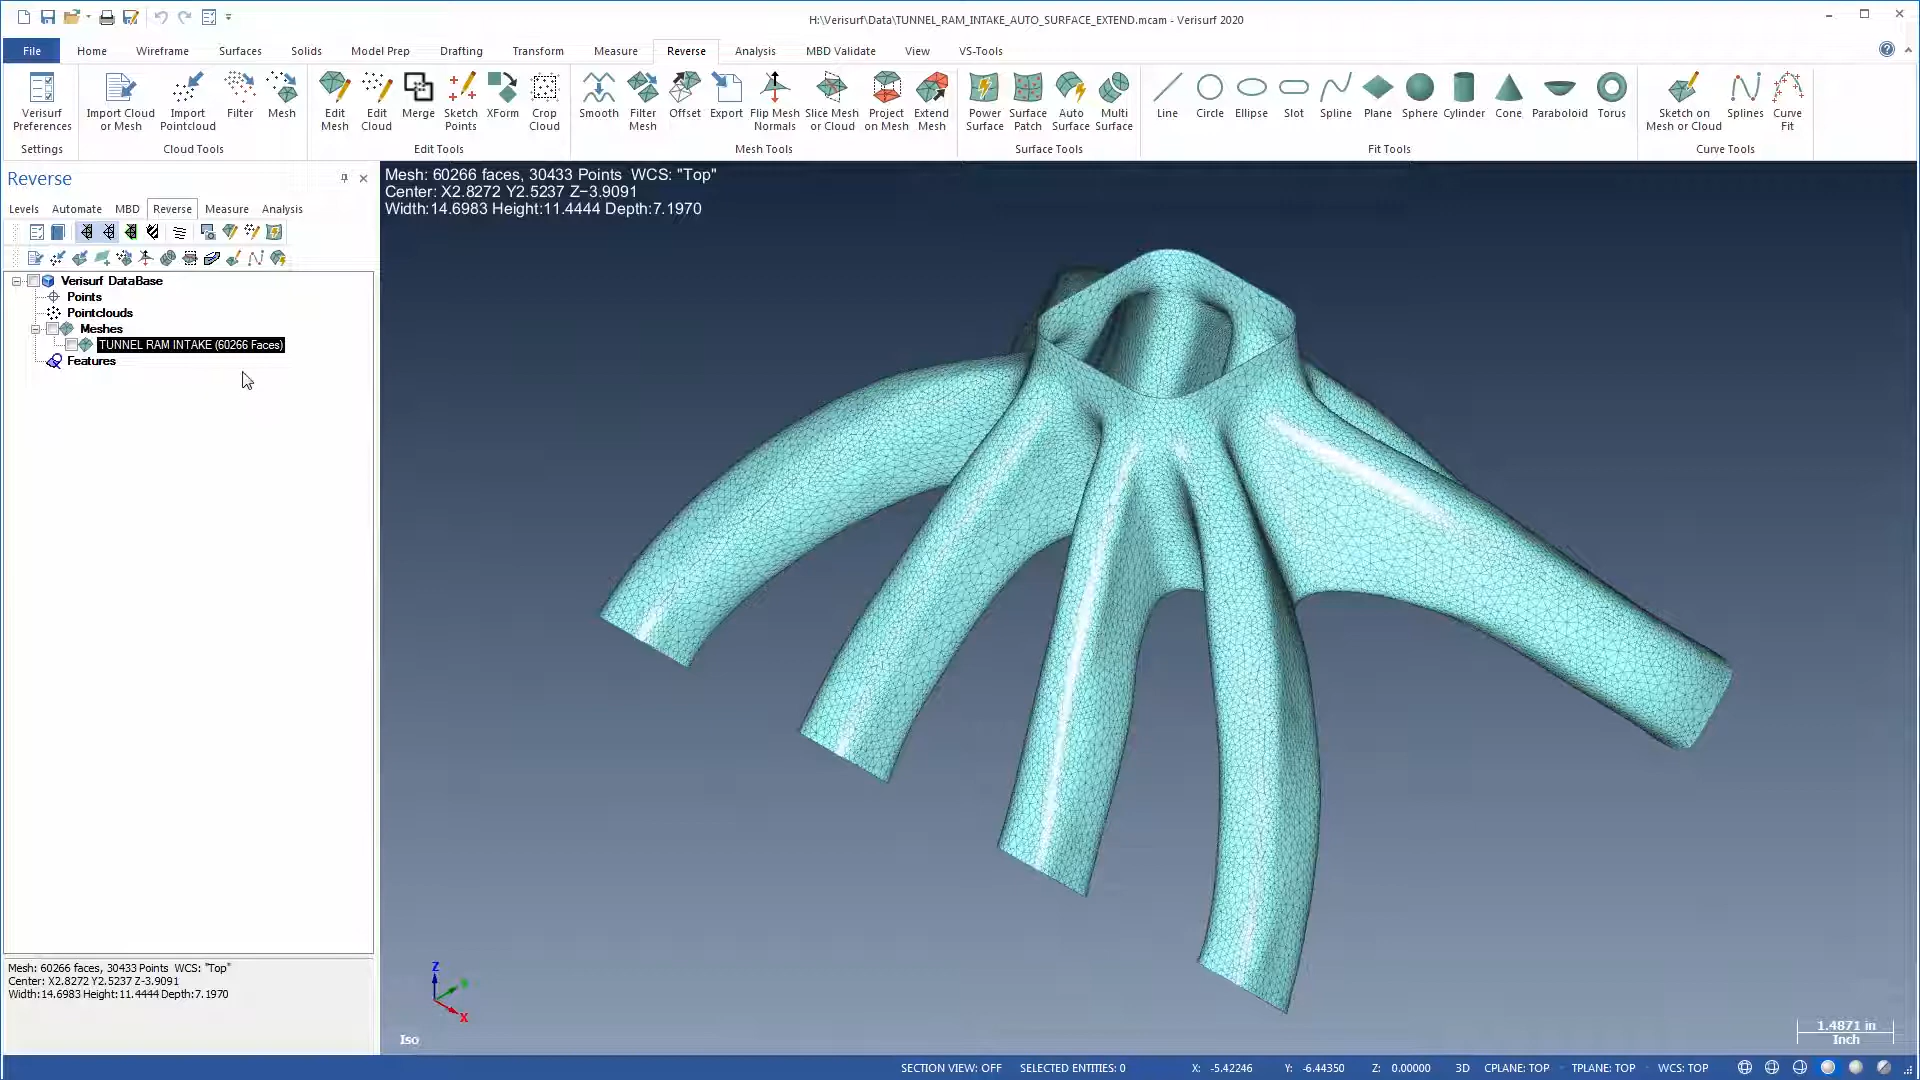 H:\Verisurf\Data\TUNNEL_RAM_INTAKE_AUTO_SURFACE_EXTEND.mcam - Verisurf 2020
File Home Wireframe Surfaces Solids Model Prep Drafting Transform Measure Reverse Analysis MBD Validate View VS-Tools
Verisurf Preferences
Import Cloud or Mesh
Import Pointcloud
Filter
Mesh
Edit Mesh
Edit Cloud
Merge
Sketch Points
XForm
Crop Cloud
Smooth
Filter Mesh
Offset
Export
Flip Mesh Normals
Slice Mesh or Cloud
Project on Mesh
Extend Mesh
Power Surface
Surface Patch
Auto Surface
Multi Surface
Line
Circle
Ellipse
Slot
Spline
Plane
Sphere
Cylinder
Cone
Paraboloid
Torus
Sketch on Mesh or Cloud
Splines
Curve Fit
Settings Cloud Tools Edit Tools Mesh Tools Surface Tools Fit Tools Curve Tools
Reverse
Levels Automate MBD Reverse Measure Analysis
Verisurf DataBase
Points
Pointclouds
Meshes
TUNNEL RAM INTAKE (60266 Faces)
Features
Mesh: 60266 faces, 30433 Points WCS: "Top"
Center: X2.8272 Y2.5237 Z-3.9091
Width:14.6983 Height:11.4444 Depth:7.1970
Mesh: 60266 faces, 30433 Points WCS: "Top"
Center: X2.8272 Y2.5237 Z-3.9091
Width:14.6983 Height:11.4444 Depth:7.1970
Z
X
Iso
1.4871 in
Inch
SECTION VIEW: OFF SELECTED ENTITIES: 0 X: -5.42246 Y: -6.44350 Z: 0.00000 3D CPLANE: TOP TPLANE: TOP WCS: TOP